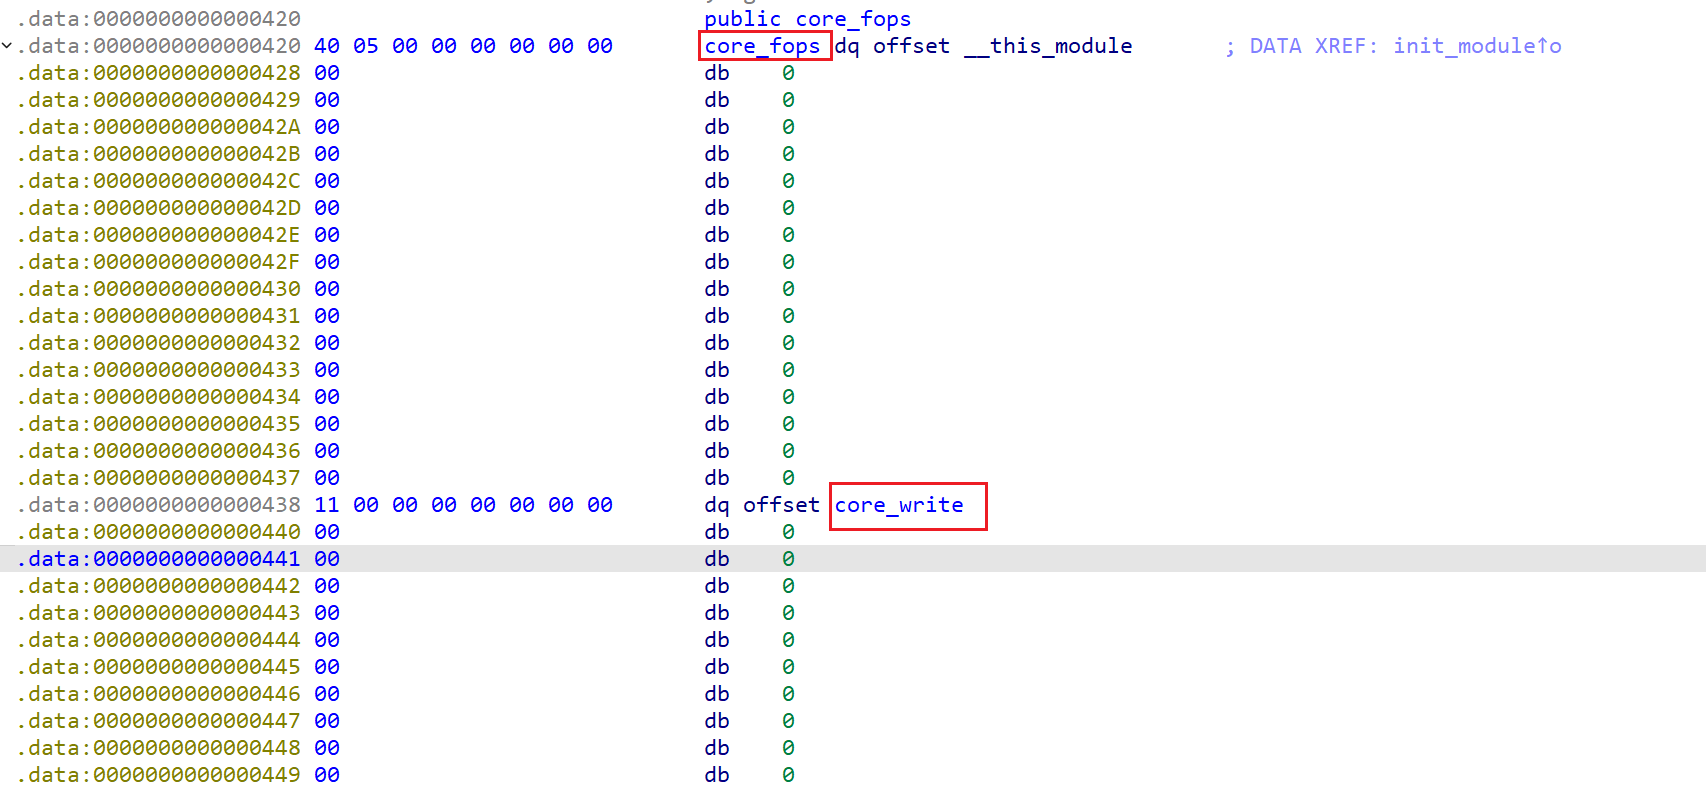 .data:0000000000000420 public core_fops
.data:0000000000000420 40 05 00 00 00 00 00 00 core_fops dq offset __this_module ; DATA XREF: init_module↑o
.data:0000000000000428 00 db 0
.data:0000000000000429 00 db 0
.data:000000000000042A 00 db 0
.data:000000000000042B 00 db 0
.data:000000000000042C 00 db 0
.data:000000000000042D 00 db 0
.data:000000000000042E 00 db 0
.data:000000000000042F 00 db 0
.data:0000000000000430 00 db 0
.data:0000000000000431 00 db 0
.data:0000000000000432 00 db 0
.data:0000000000000433 00 db 0
.data:0000000000000434 00 db 0
.data:0000000000000435 00 db 0
.data:0000000000000436 00 db 0
.data:0000000000000437 00 db 0
.data:0000000000000438 11 00 00 00 00 00 00 00 dq offset core_write
.data:0000000000000440 00 db 0
.data:0000000000000441 00 db 0
.data:0000000000000442 00 db 0
.data:0000000000000443 00 db 0
.data:0000000000000444 00 db 0
.data:0000000000000445 00 db 0
.data:0000000000000446 00 db 0
.data:0000000000000447 00 db 0
.data:0000000000000448 00 db 0
.data:0000000000000449 00 db 0